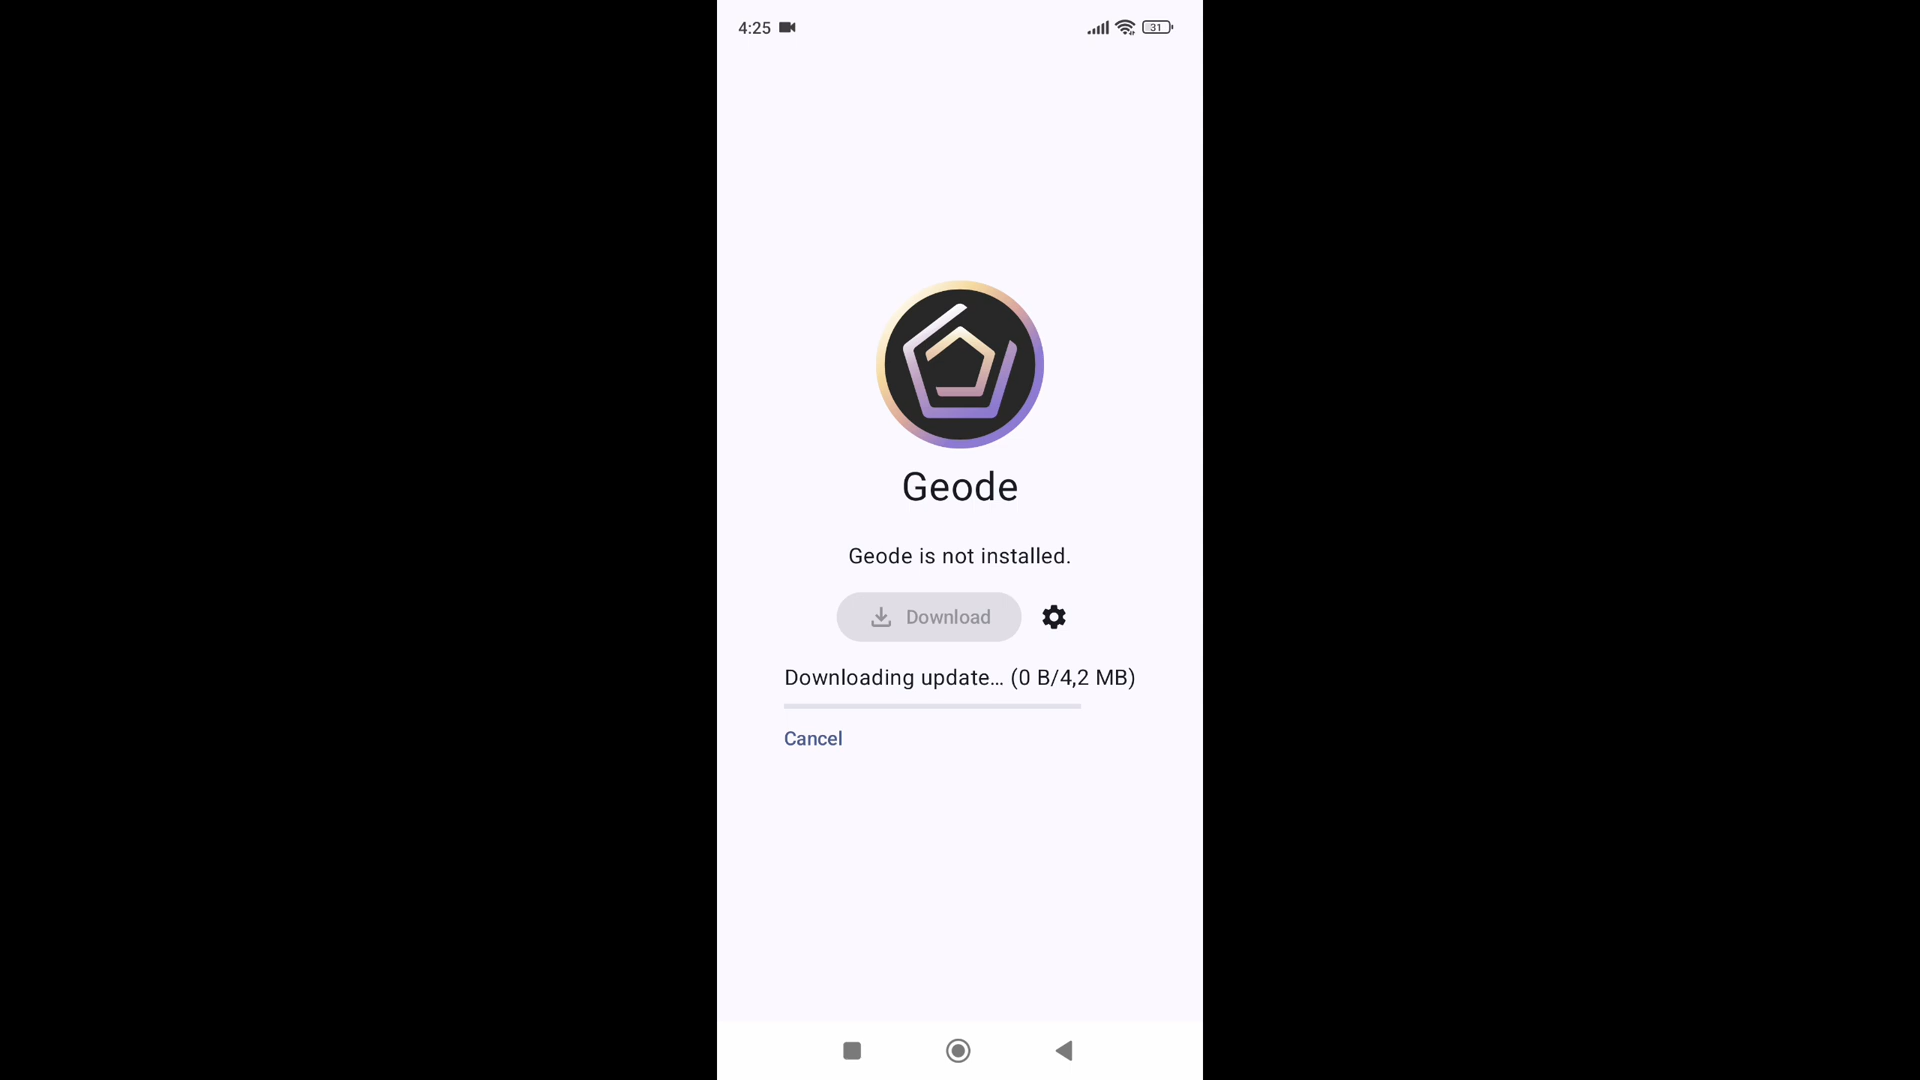 4:25
31
Geode
Geode is not installed.
Download
Downloading update... (0 B/4,2 MB)
Cancel